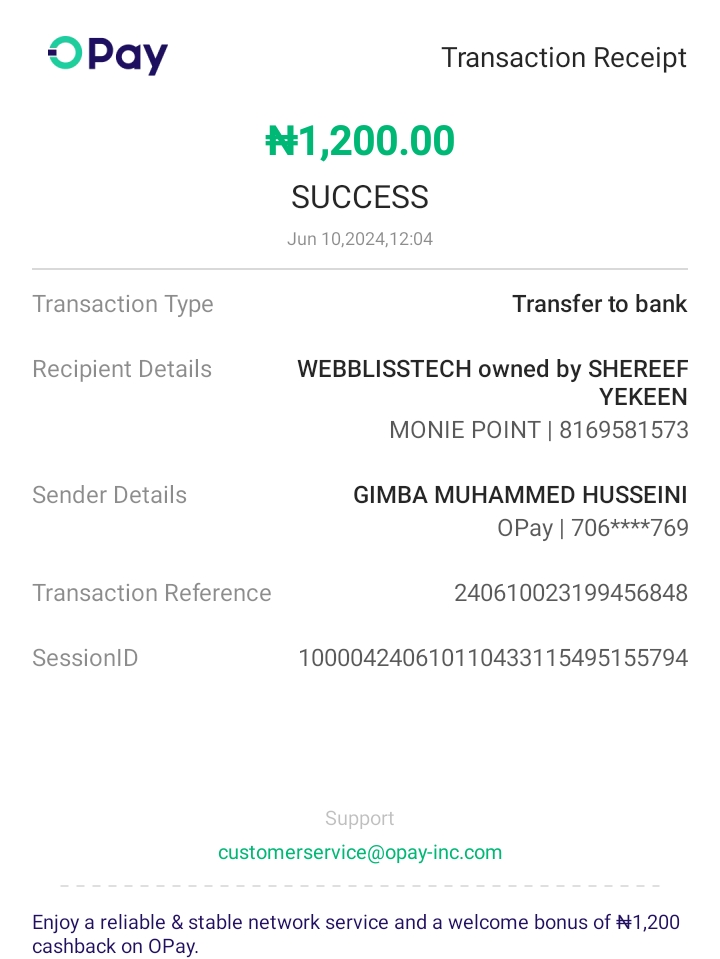 OPay
Transaction Receipt
₦1,200.00
SUCCESS
Jun 10,2024,12:04
Transaction Type
Transfer to bank
Recipient Details
WEBBLISSTECH owned by SHEREEF
YEKEEN
MONIE POINT | 8169581573
Sender Details
GIMBA MUHAMMED HUSSEINI
OPay | 706****769
Transaction Reference
240610023199456848
SessionID
100004240610110433115495155794
Support
customerservice@opay-inc.com
Enjoy a reliable & stable network service and a welcome bonus of ₦1,200
cashback on OPay.